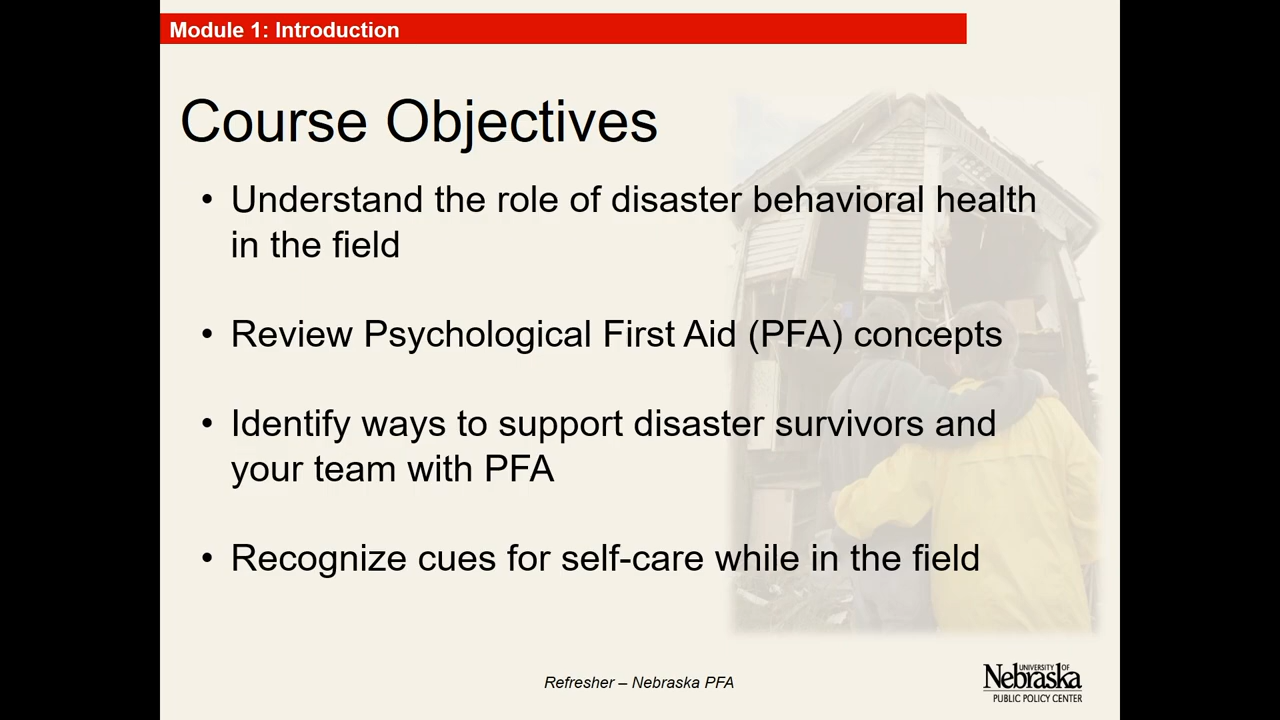 Module 1: Introduction
Course Objectives
• Understand the role of disaster behavioral health
in the field
• Review Psychological First Aid (PFA) concepts
• Identify ways to support disaster survivors and
your team with PFA
• Recognize cues for self-care while in the field
Refresher – Nebraska PFA
UNIVERSITY OF
Nebraska
PUBLIC POLICY CENTER